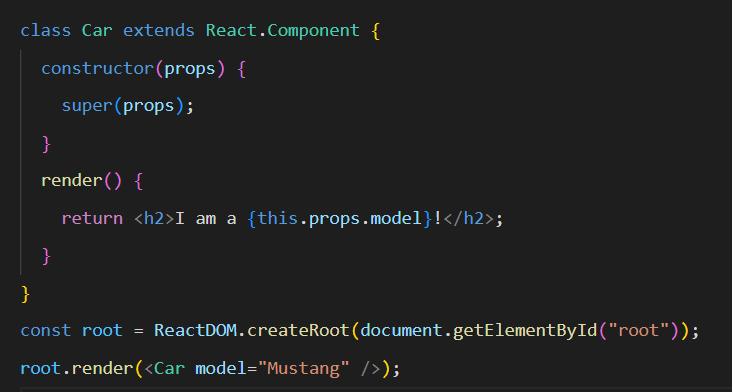 class Car extends React.Component {
  constructor(props) {
    super(props);
  }
  render() {
    return <h2>I am a {this.props.model}!</h2>;
  }
}
const root = ReactDOM.createRoot(document.getElementById("root"));
root.render(<Car model="Mustang" />);